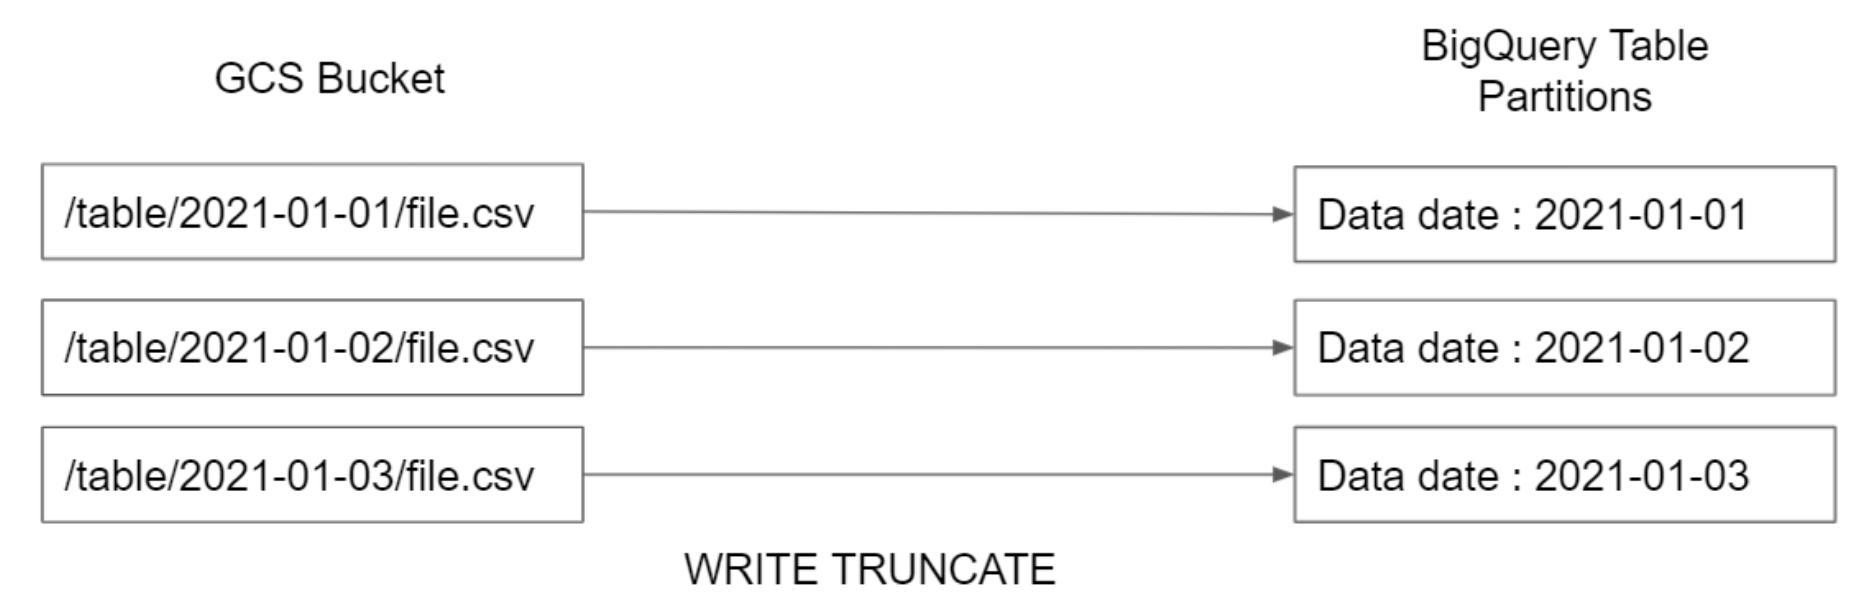 GCS Bucket
BigQuery Table
Partitions
/table/2021-01-01/file.csv
Data date : 2021-01-01
/table/2021-01-02/file.csv
Data date : 2021-01-02
/table/2021-01-03/file.csv
Data date : 2021-01-03
WRITE TRUNCATE